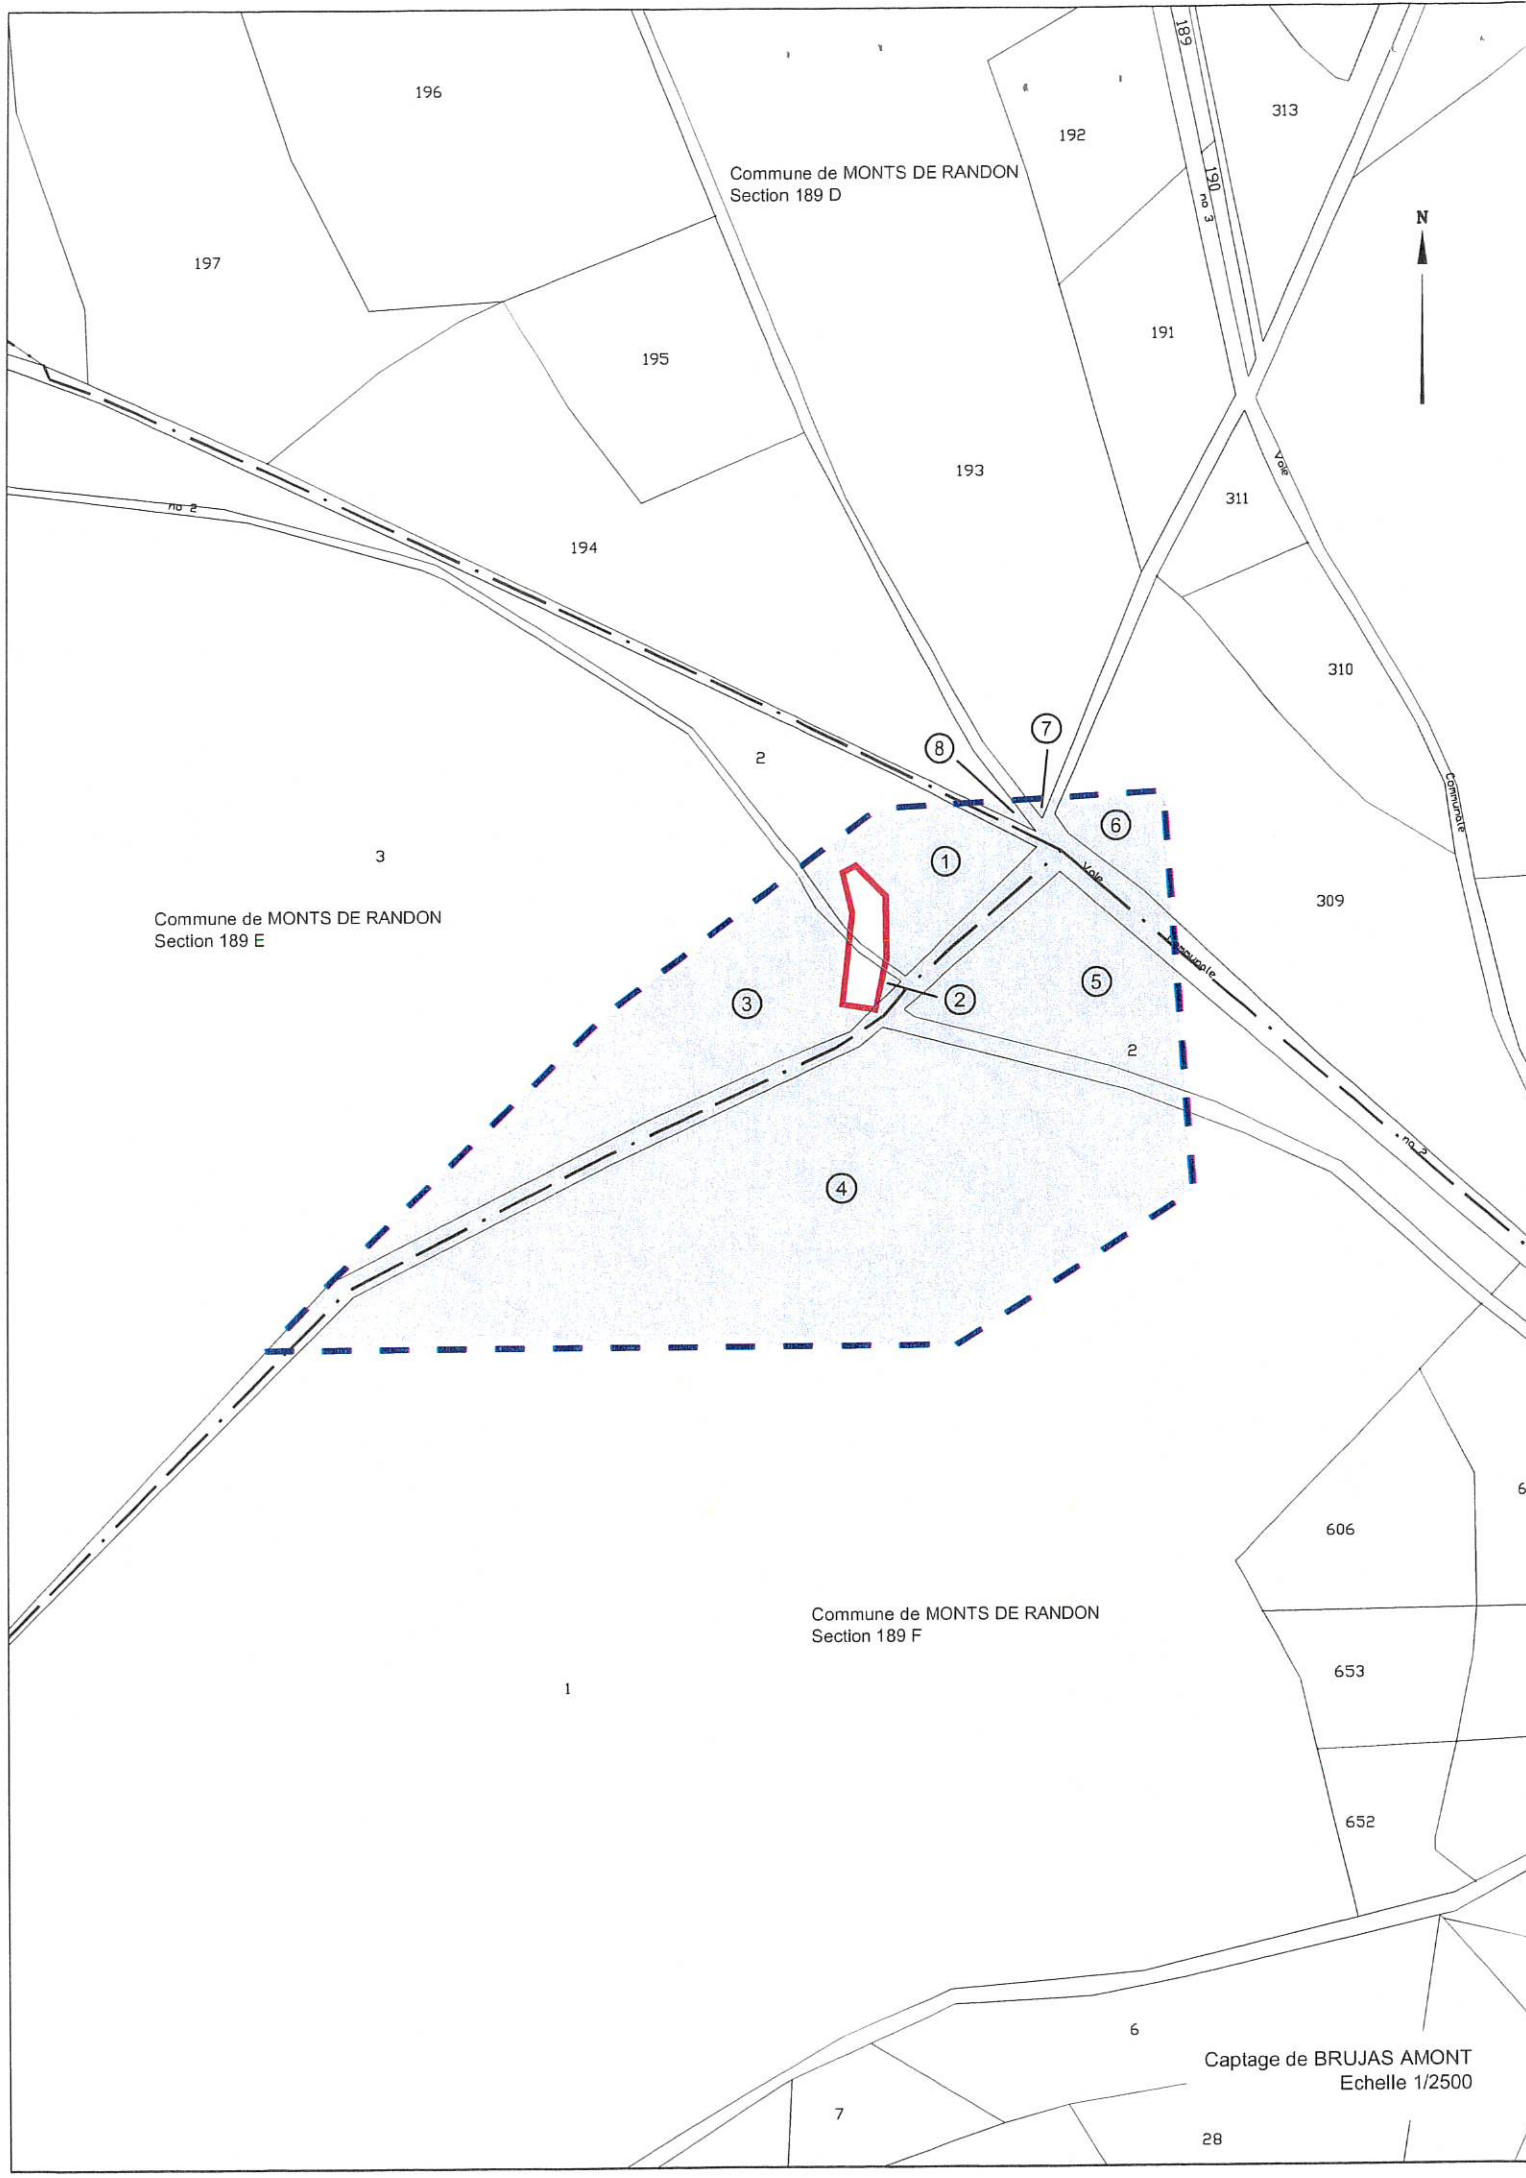 189
196
313
192
Commune de MONTS DE RANDON
Section 189 D
190
no 3
N
197
191
195
Voie
193
311
no 2
194
310
7
8
2
Communale
6
1
3
Voie
309
Commune de MONTS DE RANDON
Section 189 E
Communale
5
3
2
2
no 2
4
6
606
Commune de MONTS DE RANDON
Section 189 F
653
1
652
6
Captage de BRUJAS AMONT
Echelle 1/2500
7
28